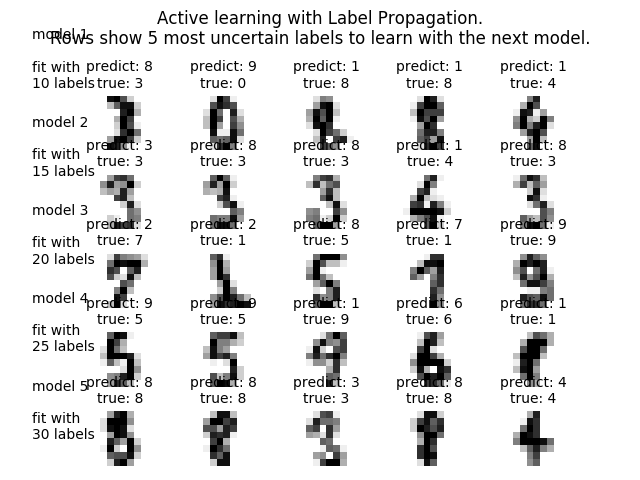 Active learning with Label Propagation.
Rows show 5 most uncertain labels to learn with the next model.
model 1
fit with
10 labels
predict: 8
true: 3
predict: 9
true: 0
predict: 1
true: 8
predict: 1
true: 8
predict: 1
true: 4
model 2
fit with
15 labels
predict: 3
true: 3
predict: 8
true: 3
predict: 8
true: 3
predict: 1
true: 4
predict: 8
true: 3
model 3
fit with
20 labels
predict: 2
true: 7
predict: 2
true: 1
predict: 8
true: 5
predict: 7
true: 1
predict: 9
true: 9
model 4
fit with
25 labels
predict: 9
true: 5
predict: 9
true: 5
predict: 1
true: 9
predict: 6
true: 6
predict: 1
true: 1
model 5
fit with
30 labels
predict: 8
true: 8
predict: 8
true: 8
predict: 3
true: 3
predict: 8
true: 8
predict: 4
true: 4